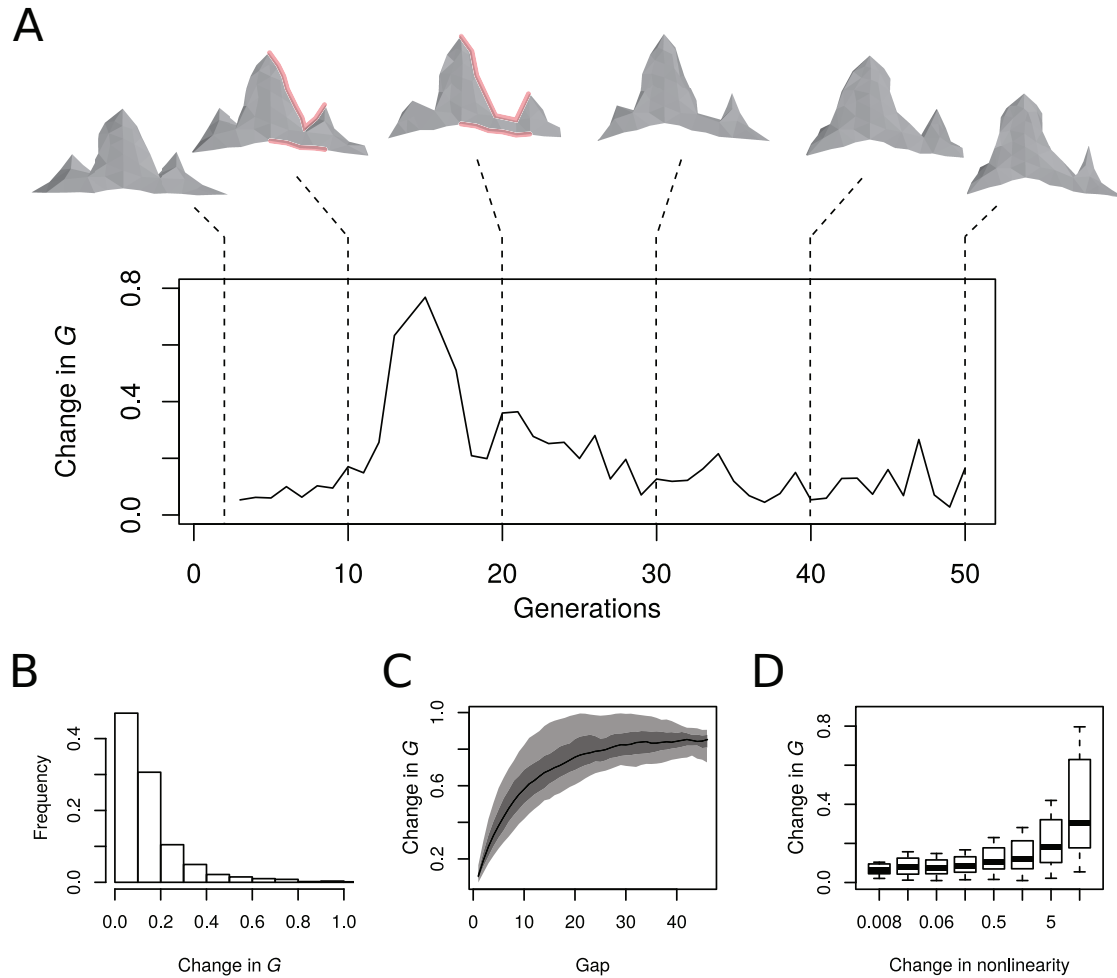 A
Change in G
0.8
0.4
0.0
0 10 20 30 40 50
Generations
B
Frequency
0.4
0.2
0.0
0.0 0.2 0.4 0.6 0.8 1.0
Change in G
C
Change in G
1.0
0.6
0.2
0 10 20 30 40
Gap
D
Change in G
0.8
0.4
0.0
0.008 0.06 0.5 5
Change in nonlinearity